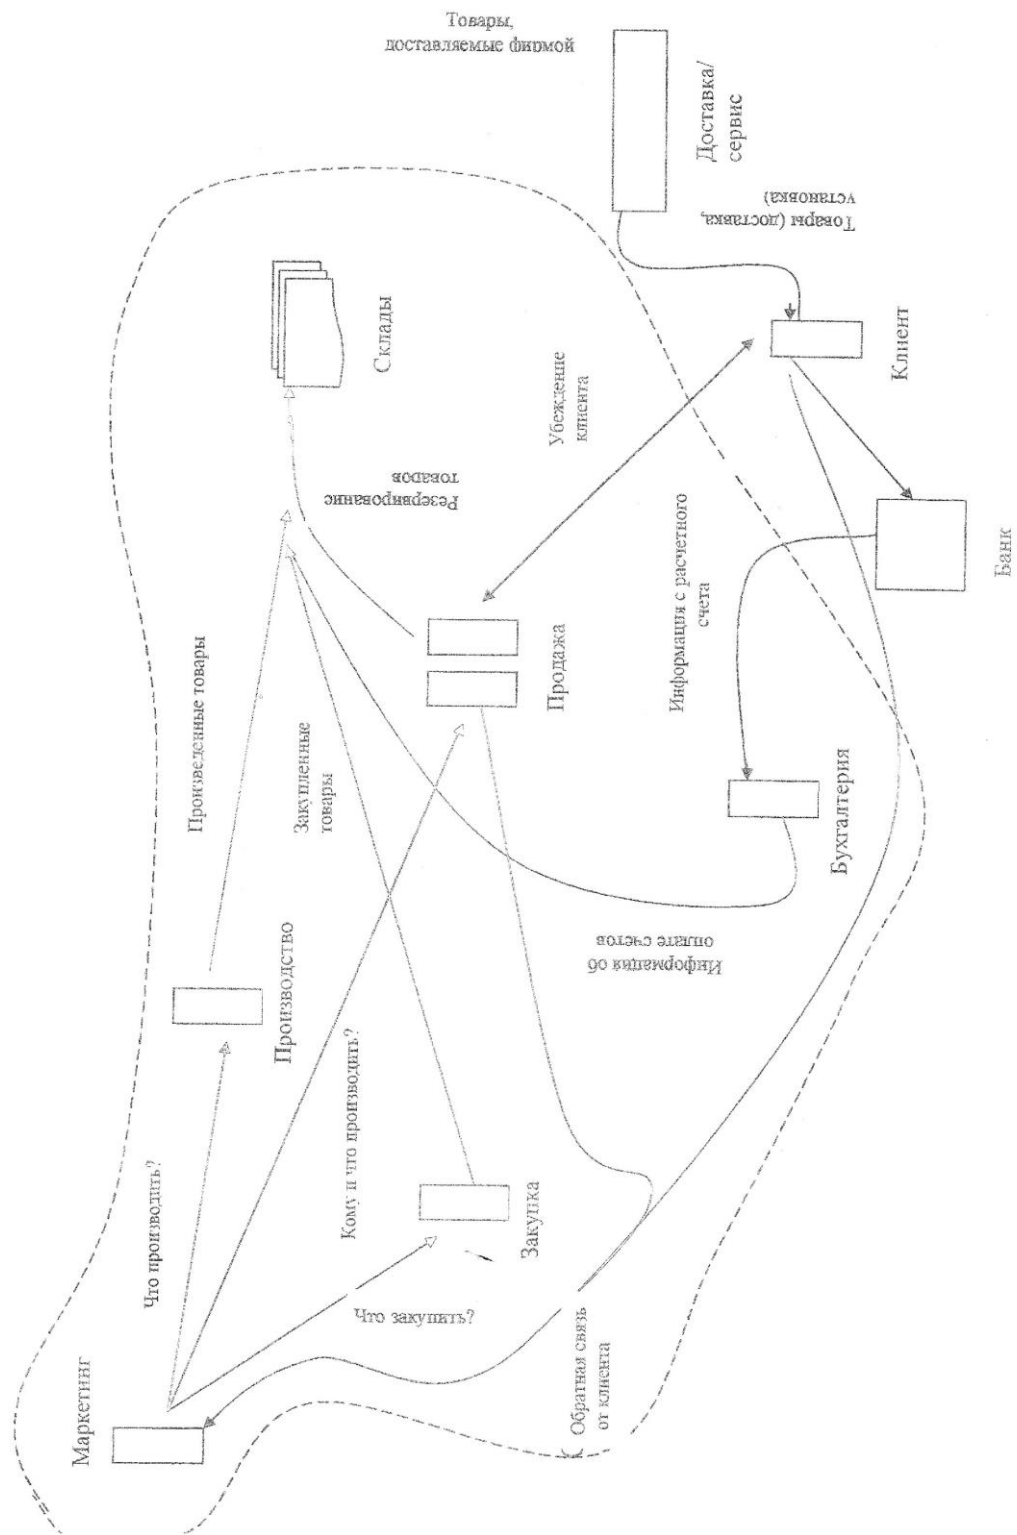 Товары,
доставляемые фирмой
Доставка/
сервис
Товары (доставка,
установка)
Склады
Клиент
Убеждение
клиента
Резервирование
товаров
Банк
Информация с расчетного
счета
Продажа
Произведенные товары
Закупленные
товары
Бухгалтерия
Информация об
оплате счетов
Производство
Кому и что производить?
Что производить?
Закупка
Что закупить?
Обратная связь
от клиента
Маркетинг